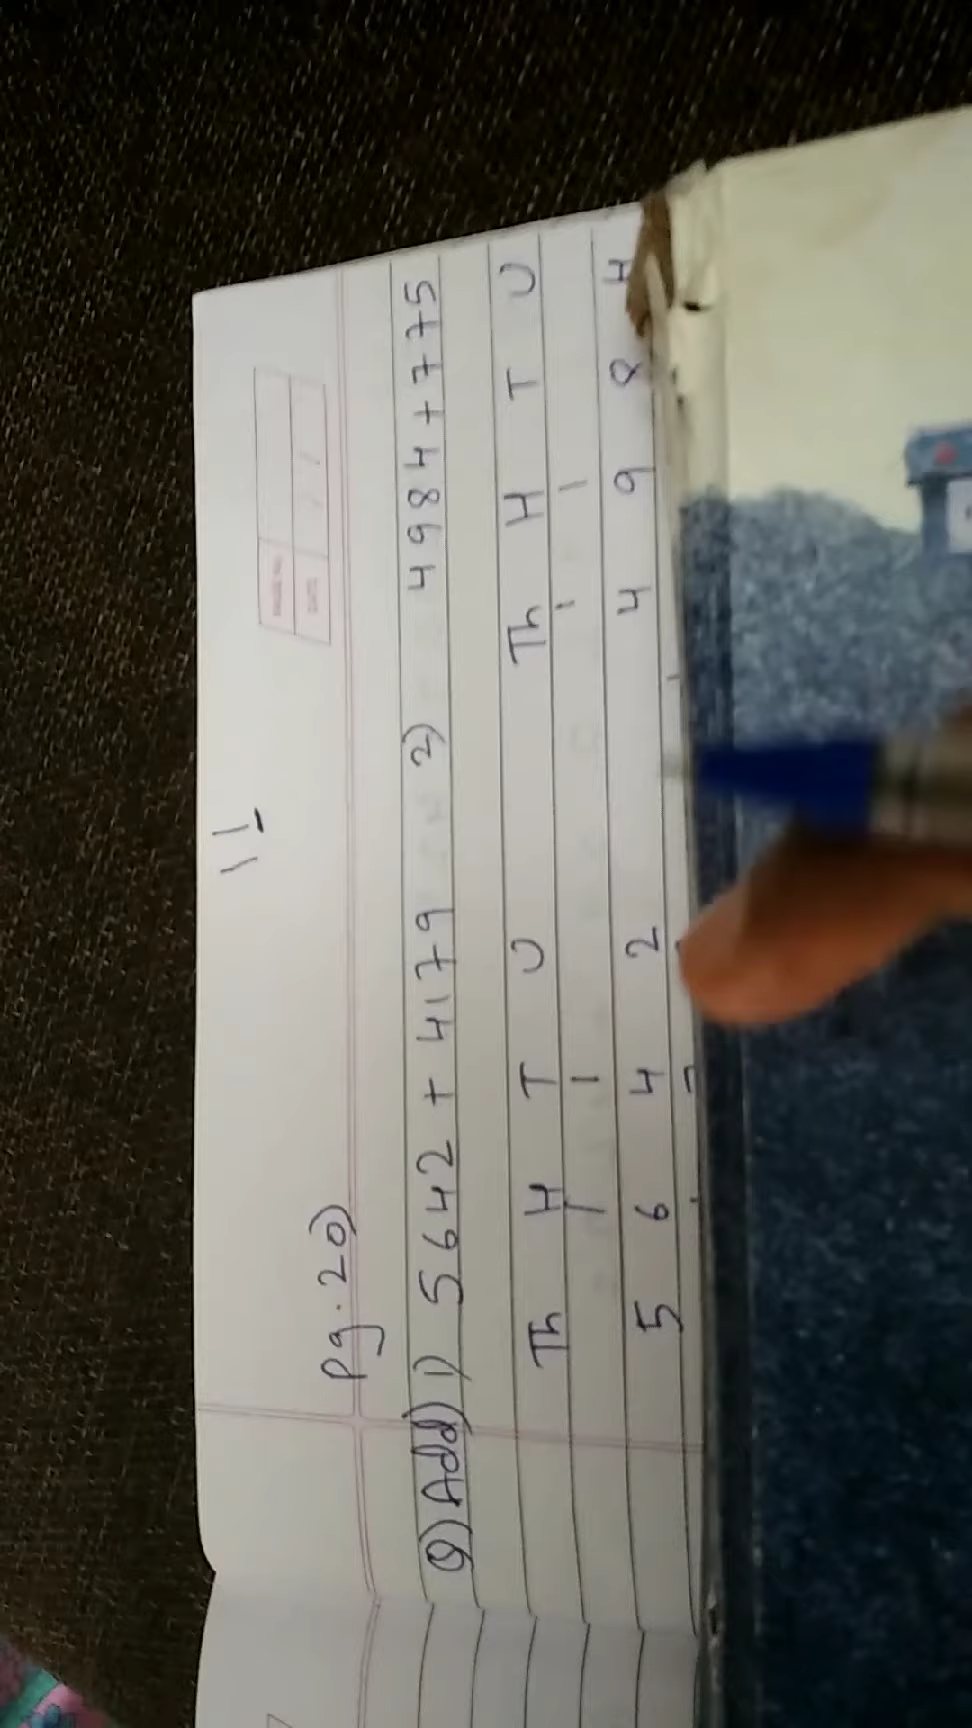 11
Pg. 20)
Q) Add) 1) 5642 + 4179 2) 4984 + 775
Th H T U Th H T U
1 1 1 1
5 6 4 2 4 9 8 4